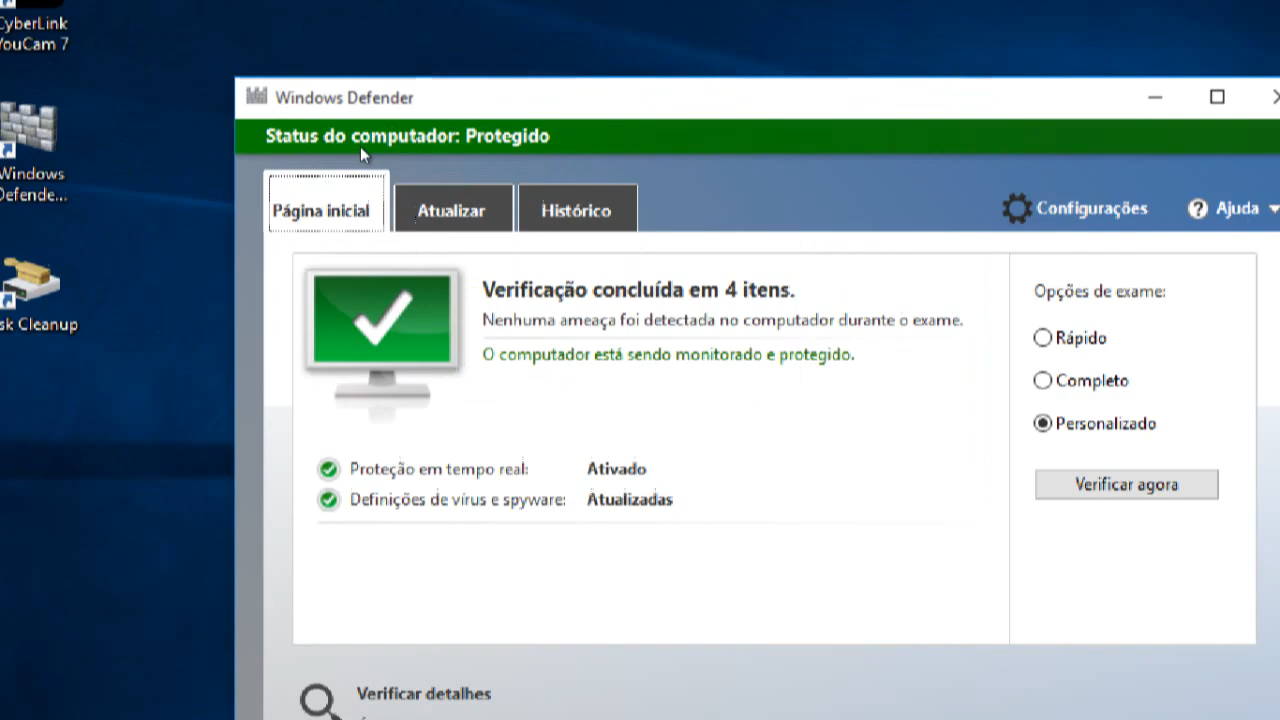 CyberLink
YouCam 7
Windows
Defende...
sk Cleanup
Windows Defender
Status do computador: Protegido
Página inicial
Atualizar
Histórico
Configurações
Ajuda
Verificação concluída em 4 itens.
Nenhuma ameaça foi detectada no computador durante o exame.
O computador está sendo monitorado e protegido.
Proteção em tempo real: Ativado
Definições de vírus e spyware: Atualizadas
Opções de exame:
Rápido
Completo
Personalizado
Verificar agora
Verificar detalhes